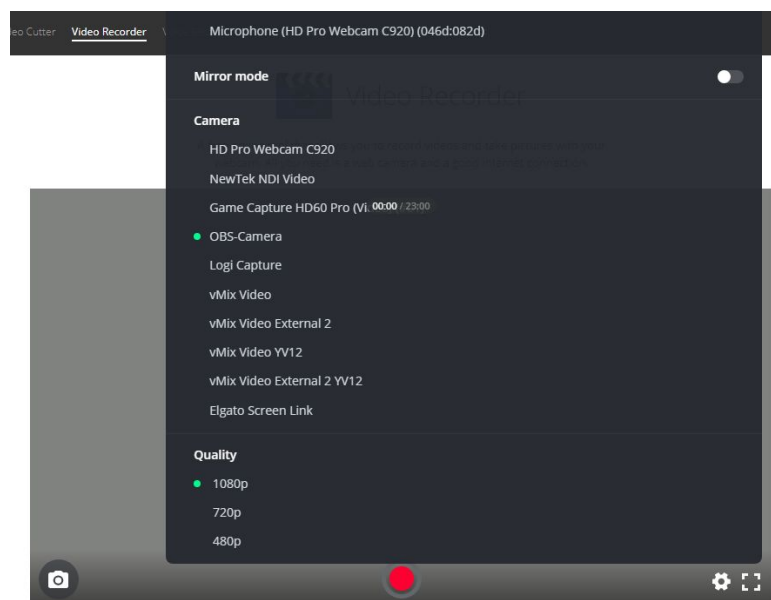 eo Cutter Video Recorder
Microphone (HD Pro Webcam C920) (046d:082d)
Mirror mode
Video Recorder
Camera
HD Pro Webcam C920
NewTek NDI Video
Game Capture HD60 Pro (Vi. 00:00 / 23:00
OBS-Camera
Logi Capture
vMix Video
vMix Video External 2
vMix Video YV12
vMix Video External 2 YV12
Elgato Screen Link
Quality
1080p
720p
480p